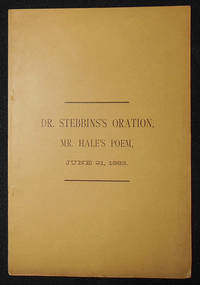 DR. STEBBINS'S ORATION,
MR. HALE'S POEM,
JUNE 21, 1882.